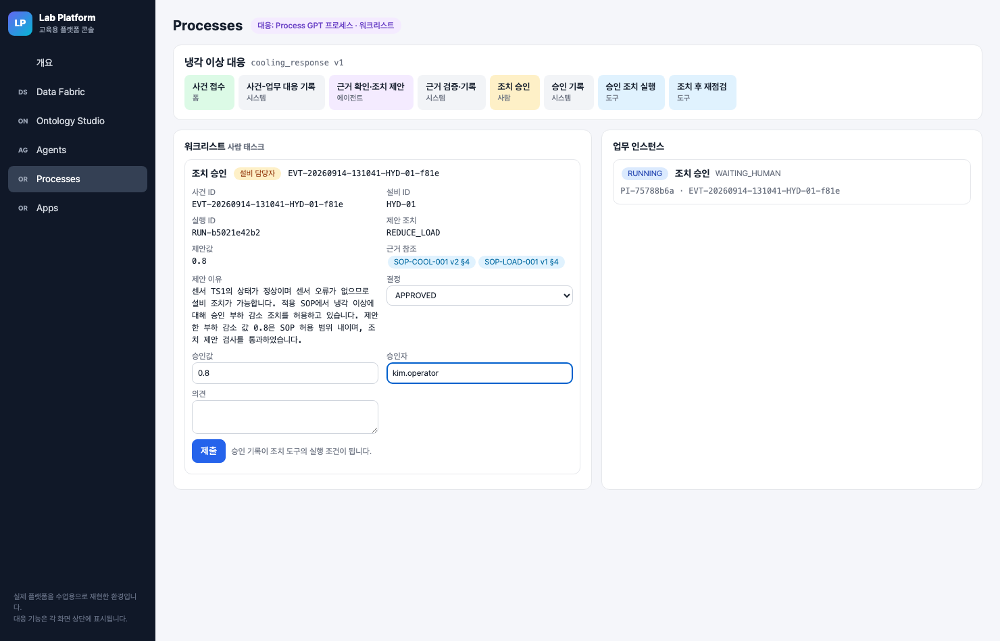 LP
Lab Platform
교육용 플랫폼 콘솔
개요
DS Data Fabric
ON Ontology Studio
AG Agents
OR Processes
OR Apps
실제 플랫폼을 수업용으로 재현한 환경입니
다.
대응 기능은 각 화면 상단에 표시됩니다.
Processes 대응: Process GPT 프로세스 · 워크리스트
냉각 이상 대응 cooling_response v1
사건 접수
폼
사건-업무 대응 기록
시스템
근거 확인·조치 제안
에이전트
근거 검증·기록
시스템
조치 승인
사람
승인 기록
시스템
승인 조치 실행
도구
조치 후 재점검
도구
워크리스트 사람 태스크
조치 승인 설비 담당자 EVT-20260914-131041-HYD-01-f81e
사건 ID
EVT-20260914-131041-HYD-01-f81e
설비 ID
HYD-01
실행 ID
RUN-b5021e42b2
제안 조치
REDUCE_LOAD
제안값
0.8
근거 참조
SOP-COOL-001 v2 §4 SOP-LOAD-001 v1 §4
제안 이유
센서 TS1의 상태가 정상이며 센서 오류가 없으므로
설비 조치가 가능합니다. 적용 SOP에서 냉각 이상에
대해 승인 부하 감소 조치를 허용하고 있습니다. 제안
한 부하 감소 값 0.8은 SOP 허용 범위 내이며, 조
치 제안 검사를 통과하였습니다.
결정
APPROVED
승인값
0.8
승인자
kim.operator
의견
제출 승인 기록이 조치 도구의 실행 조건이 됩니다.
업무 인스턴스
RUNNING 조치 승인 WAITING_HUMAN
PI-75788b6a · EVT-20260914-131041-HYD-01-f81e